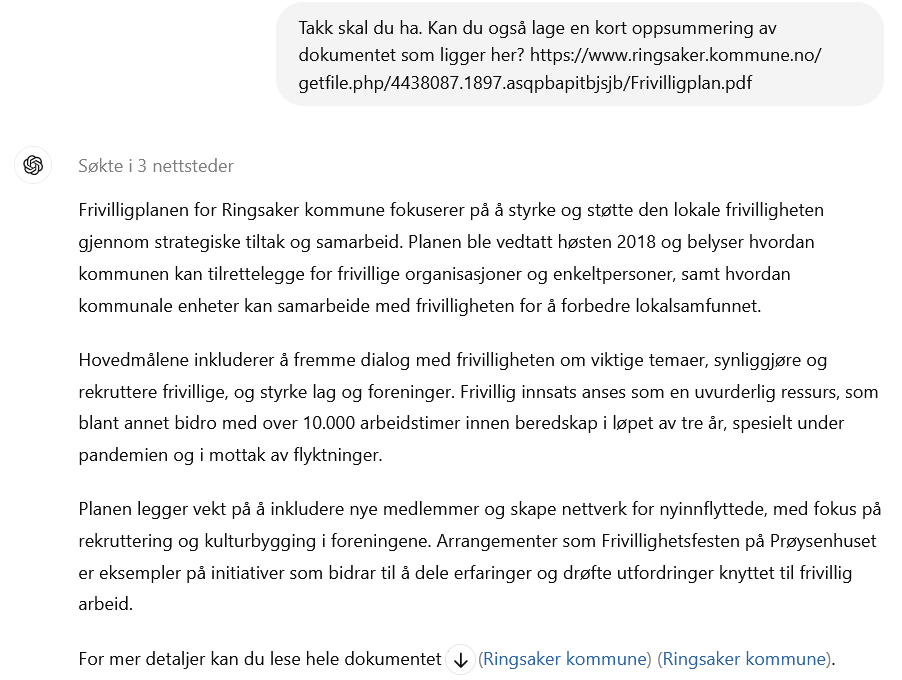 Takk skal du ha. Kan du også lage en kort oppsummering av
dokumentet som ligger her? https://www.ringsaker.kommune.no/
getfile.php/4438087.1897.asqpbapitbjsjb/Frivilligplan.pdf
Søkte i 3 nettsteder
Frivilligplanen for Ringsaker kommune fokuserer på å styrke og støtte den lokale frivilligheten
gjennom strategiske tiltak og samarbeid. Planen ble vedtatt høsten 2018 og belyser hvordan
kommunen kan tilrettelegge for frivillige organisasjoner og enkeltpersoner, samt hvordan
kommunale enheter kan samarbeide med frivilligheten for å forbedre lokalsamfunnet.
Hovedmålene inkluderer å fremme dialog med frivilligheten om viktige temaer, synliggjøre og
rekruttere frivillige, og styrke lag og foreninger. Frivillig innsats anses som en uvurderlig ressurs, som
blant annet bidro med over 10.000 arbeidstimer innen beredskap i løpet av tre år, spesielt under
pandemien og i mottak av flyktninger.
Planen legger vekt på å inkludere nye medlemmer og skape nettverk for nyinnflyttede, med fokus på
rekruttering og kulturbygging i foreningene. Arrangementer som Frivillighetsfesten på Prøysenhuset
er eksempler på initiativer som bidrar til å dele erfaringer og drøfte utfordringer knyttet til frivillig
arbeid.
For mer detaljer kan du lese hele dokumentet (Ringsaker kommune) (Ringsaker kommune).